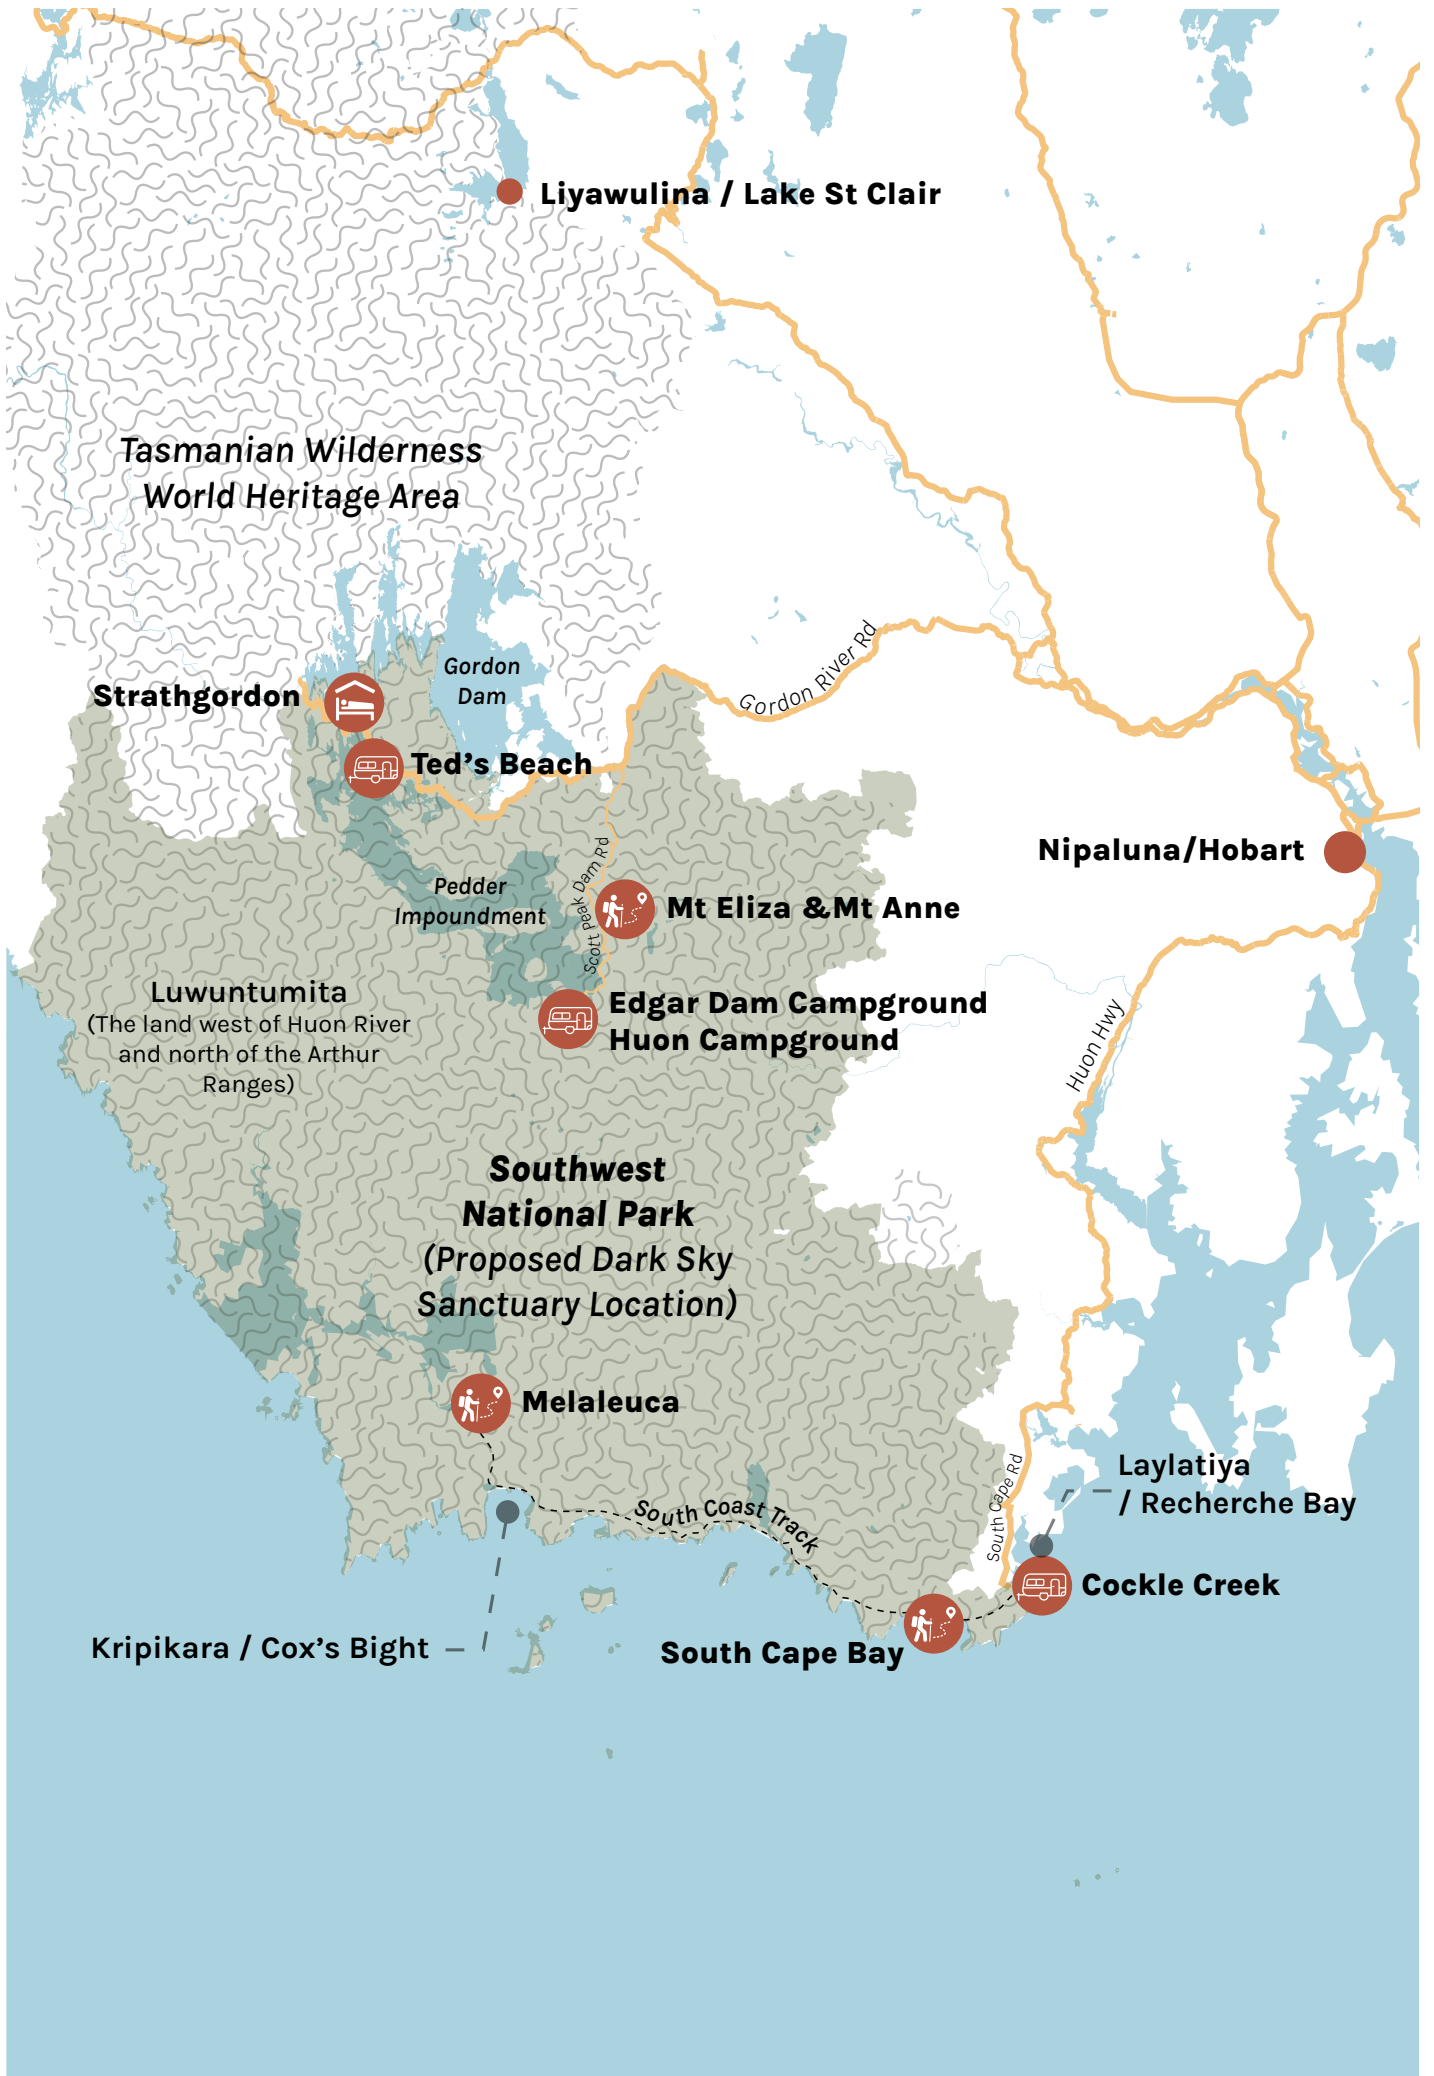 Liyawulina / Lake St Clair
Tasmanian Wilderness
World Heritage Area
Gordon River Rd
Gordon
Dam
Strathgordon
Ted's Beach
Nipaluna/Hobart
Scott Peak Dam Rd
Pedder
Impoundment
Mt Eliza &Mt Anne
Luwuntumita
(The land west of Huon River
and north of the Arthur
Ranges)
Edgar Dam Campground
Huon Campground
Huon Hwy
Southwest
National Park
(Proposed Dark Sky
Sanctuary Location)
Melaleuca
South Cape Rd
Laylatiya
/ Recherche Bay
South Coast Track
Cockle Creek
Kripikara / Cox's Bight
South Cape Bay